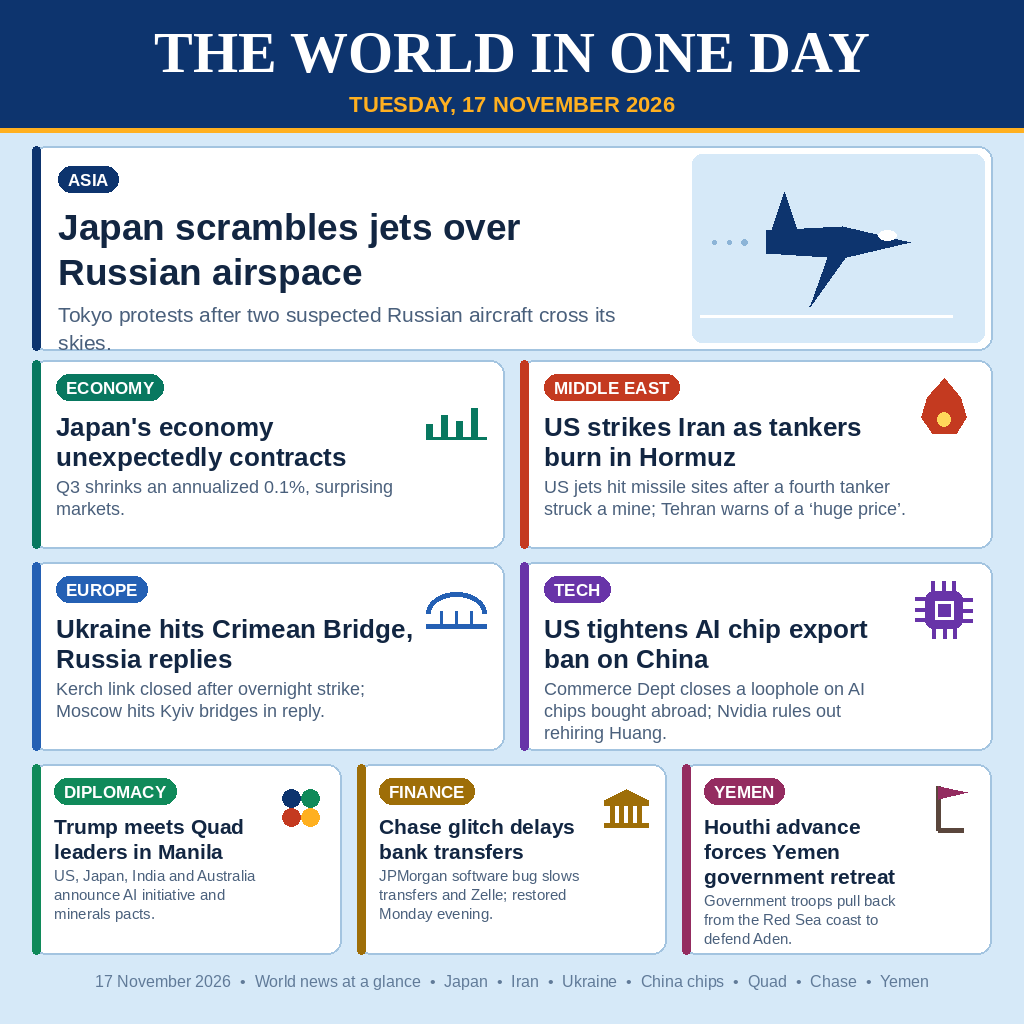 THE WORLD IN ONE DAY
TUESDAY, 17 NOVEMBER 2026
ASIA
Japan scrambles jets over
Russian airspace
Tokyo protests after two suspected Russian aircraft cross its
skies.
ECONOMY
Japan's economy
unexpectedly contracts
Q3 shrinks an annualized 0.1%, surprising
markets.
MIDDLE EAST
US strikes Iran as tankers
burn in Hormuz
US jets hit missile sites after a fourth tanker
struck a mine; Tehran warns of a ‘huge price’.
EUROPE
Ukraine hits Crimean Bridge,
Russia replies
Kerch link closed after overnight strike;
Moscow hits Kyiv bridges in reply.
TECH
US tightens AI chip export
ban on China
Commerce Dept closes a loophole on AI
chips bought abroad; Nvidia rules out
rehiring Huang.
DIPLOMACY
Trump meets Quad
leaders in Manila
US, Japan, India and Australia
announce AI initiative and
minerals pacts.
FINANCE
Chase glitch delays
bank transfers
JPMorgan software bug slows
transfers and Zelle; restored
Monday evening.
YEMEN
Houthi advance
forces Yemen
government retreat
Government troops pull back
from the Red Sea coast to
defend Aden.
17 November 2026 • World news at a glance • Japan • Iran • Ukraine • China chips • Quad • Chase • Yemen